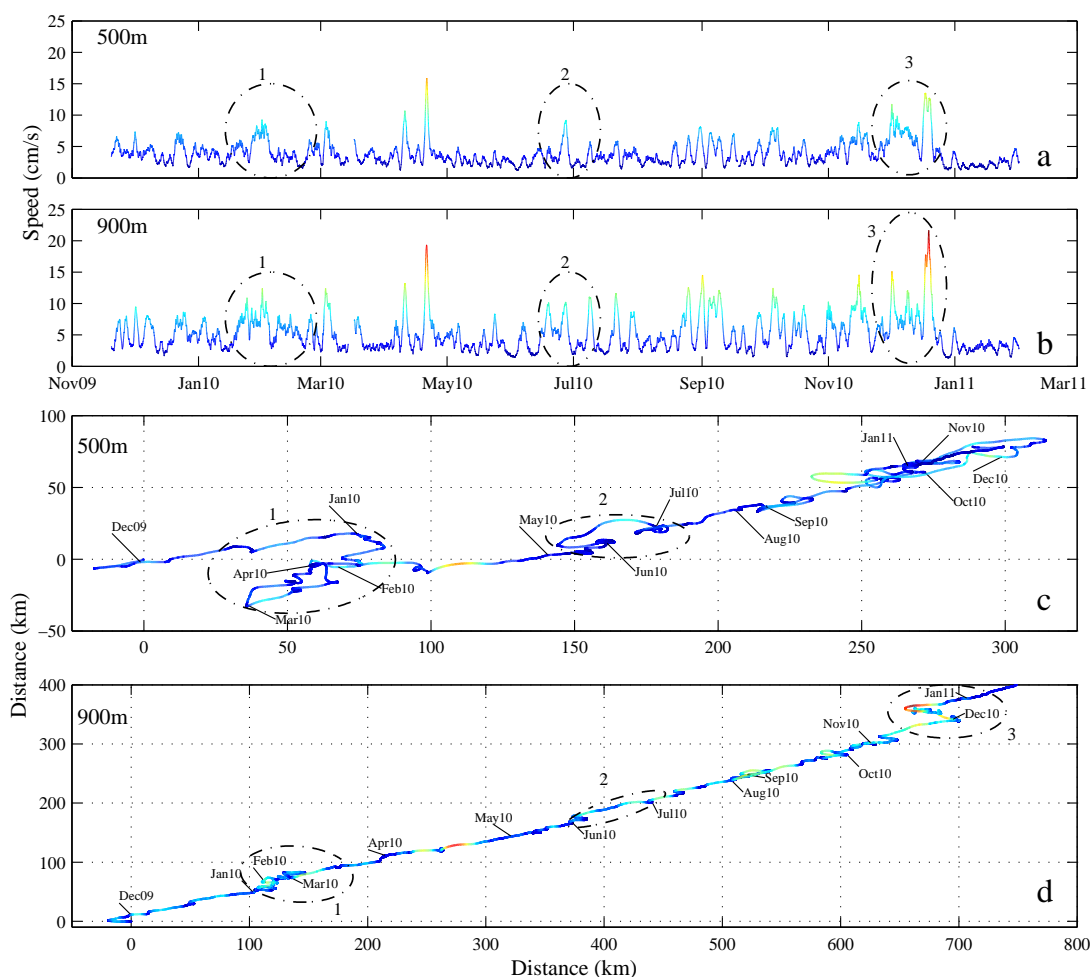 25
500m
20
15
10
5
0
1
2
3
a
Speed (cm/s)
25
900m
20
15
10
5
0
1
2
3
b
Nov09 Jan10 Mar10 May10 Jul10 Sep10 Nov10 Jan11 Mar11
100
500m
50
0
−50
Dec09
1
Jan10
Apr10
Feb10
Mar10
May10
2
Jul10
Jun10
Aug10
Sep10
Jan11
Nov10
Dec10
Oct10
c
0 50 100 150 200 250 300
Distance (km)
400
900m
300
200
100
0
Dec09
Jan10
Feb10
Mar10
1
Apr10
May10
2
Jun10
Jul10
Aug10
Sep10
Nov10
Oct10
Jan11
Dec10
3
d
0 100 200 300 400 500 600 700 800
Distance (km)